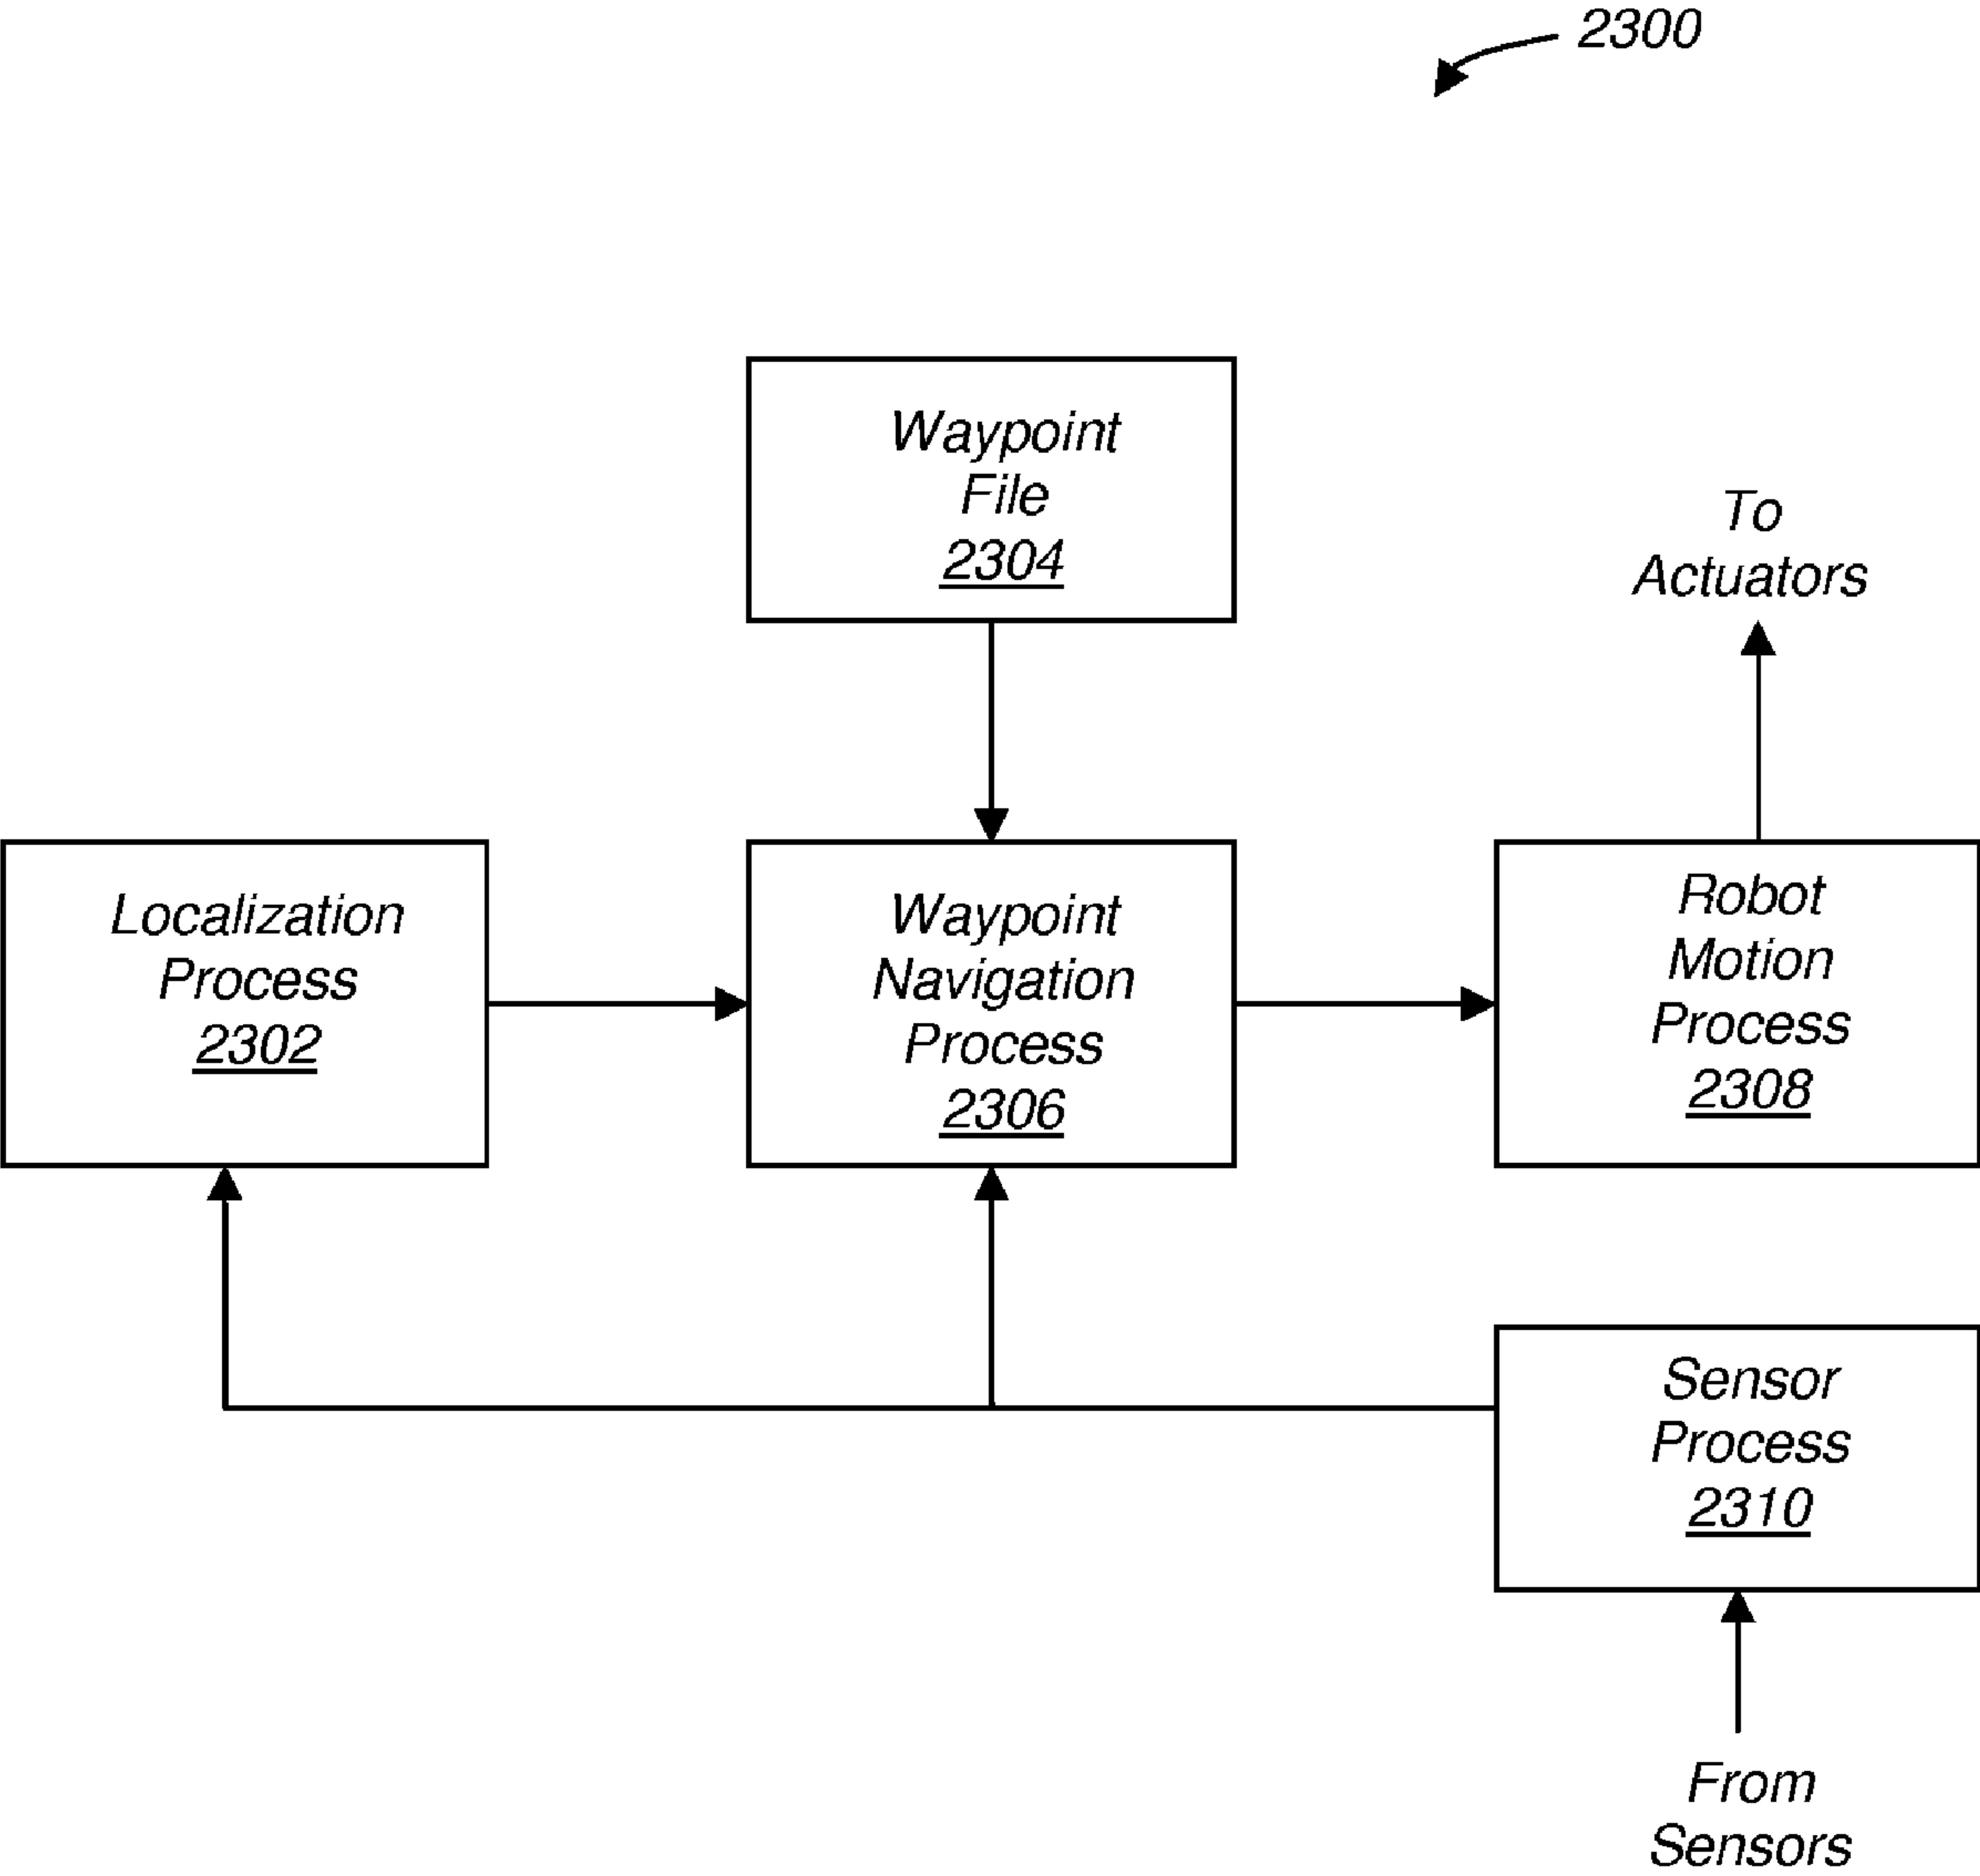 2300
Waypoint
File
2304
To
Actuators
Localization
Process
2302
Waypoint
Navigation
Process
2306
Robot
Motion
Process
2308
Sensor
Process
2310
From
Sensors